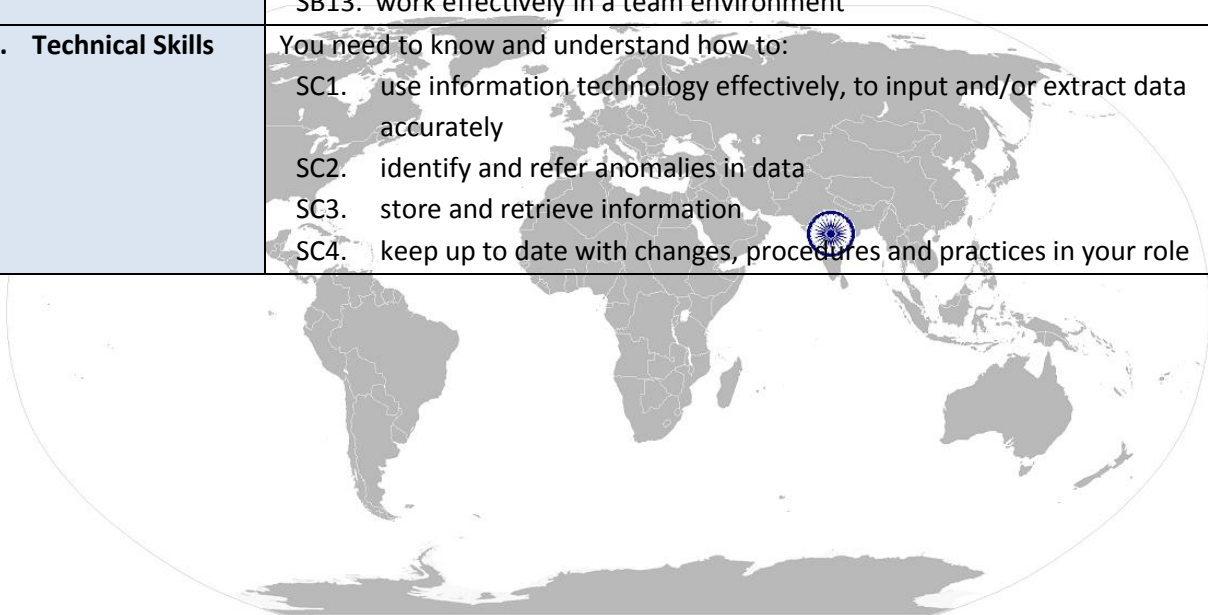 SB13. work effectively in a team environment
. Technical Skills
You need to know and understand how to:
SC1. use information technology effectively, to input and/or extract data
accurately
SC2. identify and refer anomalies in data
SC3. store and retrieve information
SC4. keep up to date with changes, procedures and practices in your role